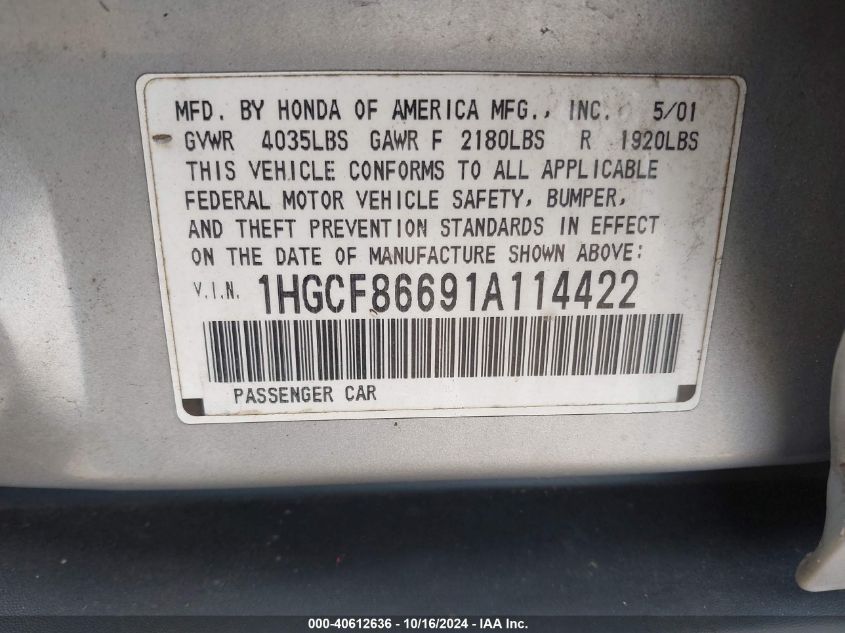 MFD. BY HONDA OF AMERICA MFG., INC. 5/01
GVWR 4035LBS GAWR F 2180LBS R 1920LBS
THIS VEHICLE CONFORMS TO ALL APPLICABLE
FEDERAL MOTOR VEHICLE SAFETY, BUMPER,
AND THEFT PREVENTION STANDARDS IN EFFECT
ON THE DATE OF MANUFACTURE SHOWN ABOVE:
V.I.N. 1HGCF86691A114422
PASSENGER CAR
000-40612636 - 10/16/2024 - IAA Inc.